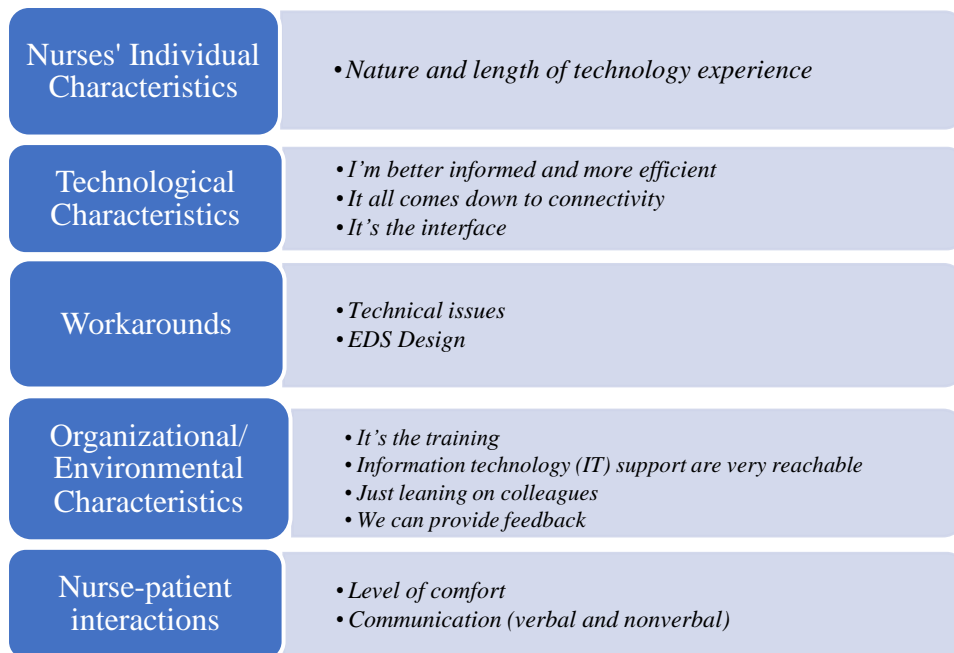 Nurses' Individual
Characteristics
• Nature and length of technology experience
Technological
Characteristics
• I'm better informed and more efficient
• It all comes down to connectivity
• It's the interface
Workarounds
• Technical issues
• EDS Design
Organizational/
Environmental
Characteristics
• It's the training
• Information technology (IT) support are very reachable
• Just leaning on colleagues
• We can provide feedback
Nurse-patient
interactions
• Level of comfort
• Communication (verbal and nonverbal)